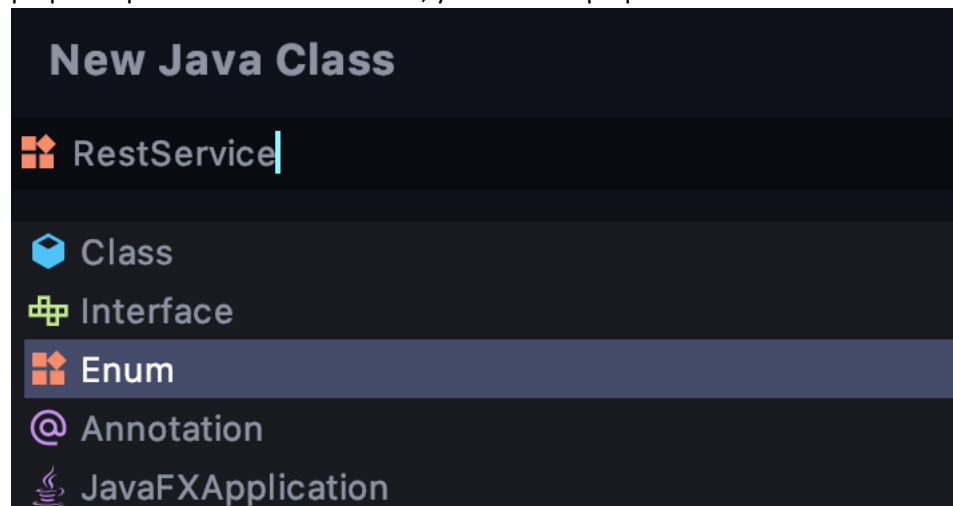 New Java Class
RestService
Class
Interface
Enum
Annotation
JavaFXApplication